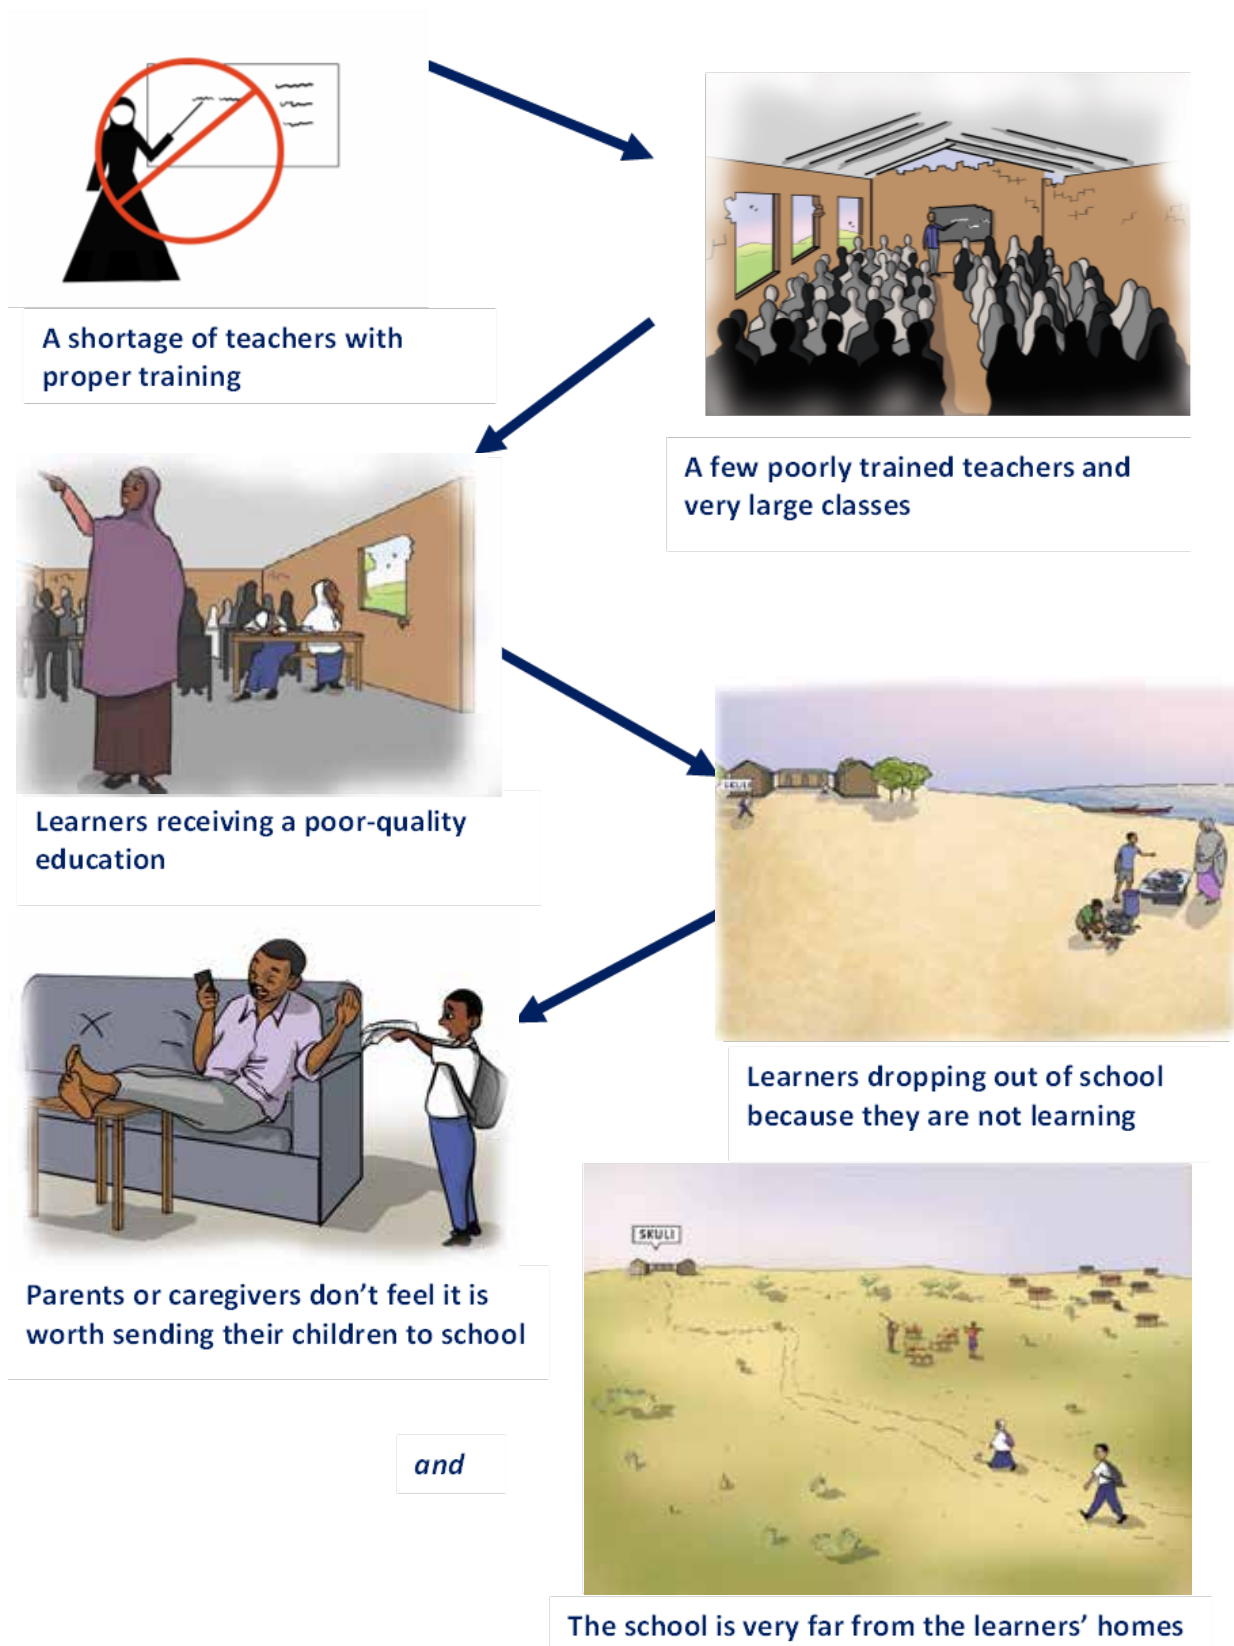 A shortage of teachers with
proper training
A few poorly trained teachers and
very large classes
Learners receiving a poor-quality
education
SKULI
Learners dropping out of school
because they are not learning
Parents or caregivers don't feel it is
worth sending their children to school
and
SKULI
The school is very far from the learners' homes